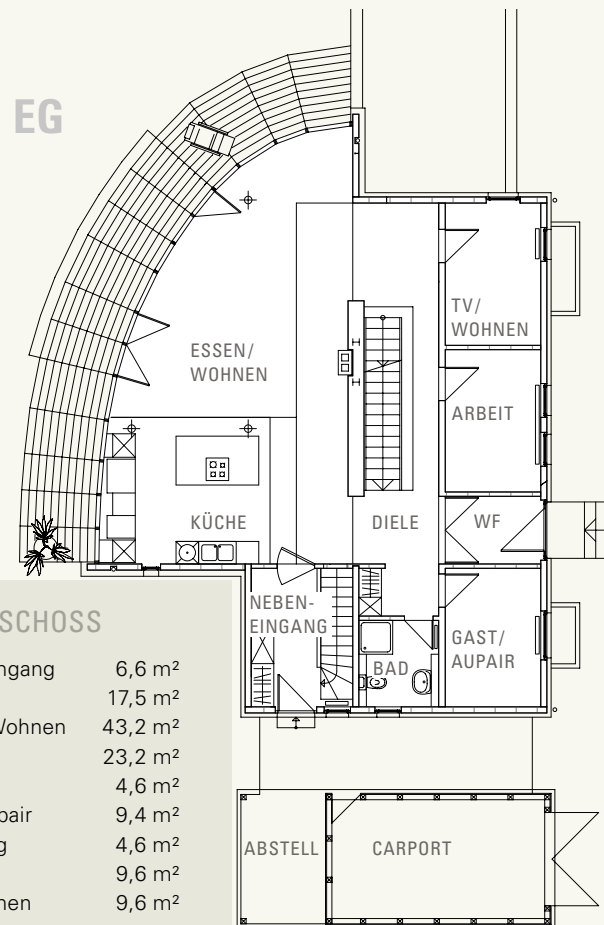 EG
TV/
WOHNEN
ESSEN/
WOHNEN
ARBEIT
KÜCHE
DIELE
WF
NEBEN-
EINGANG
GAST/
AUPAIR
BAD
SCHOSS
ngang 6,6 m²
17,5 m²
Wohnen 43,2 m²
23,2 m²
4,6 m²
pair 9,4 m²
g 4,6 m²
9,6 m²
nen 9,6 m²
ABSTELL
CARPORT